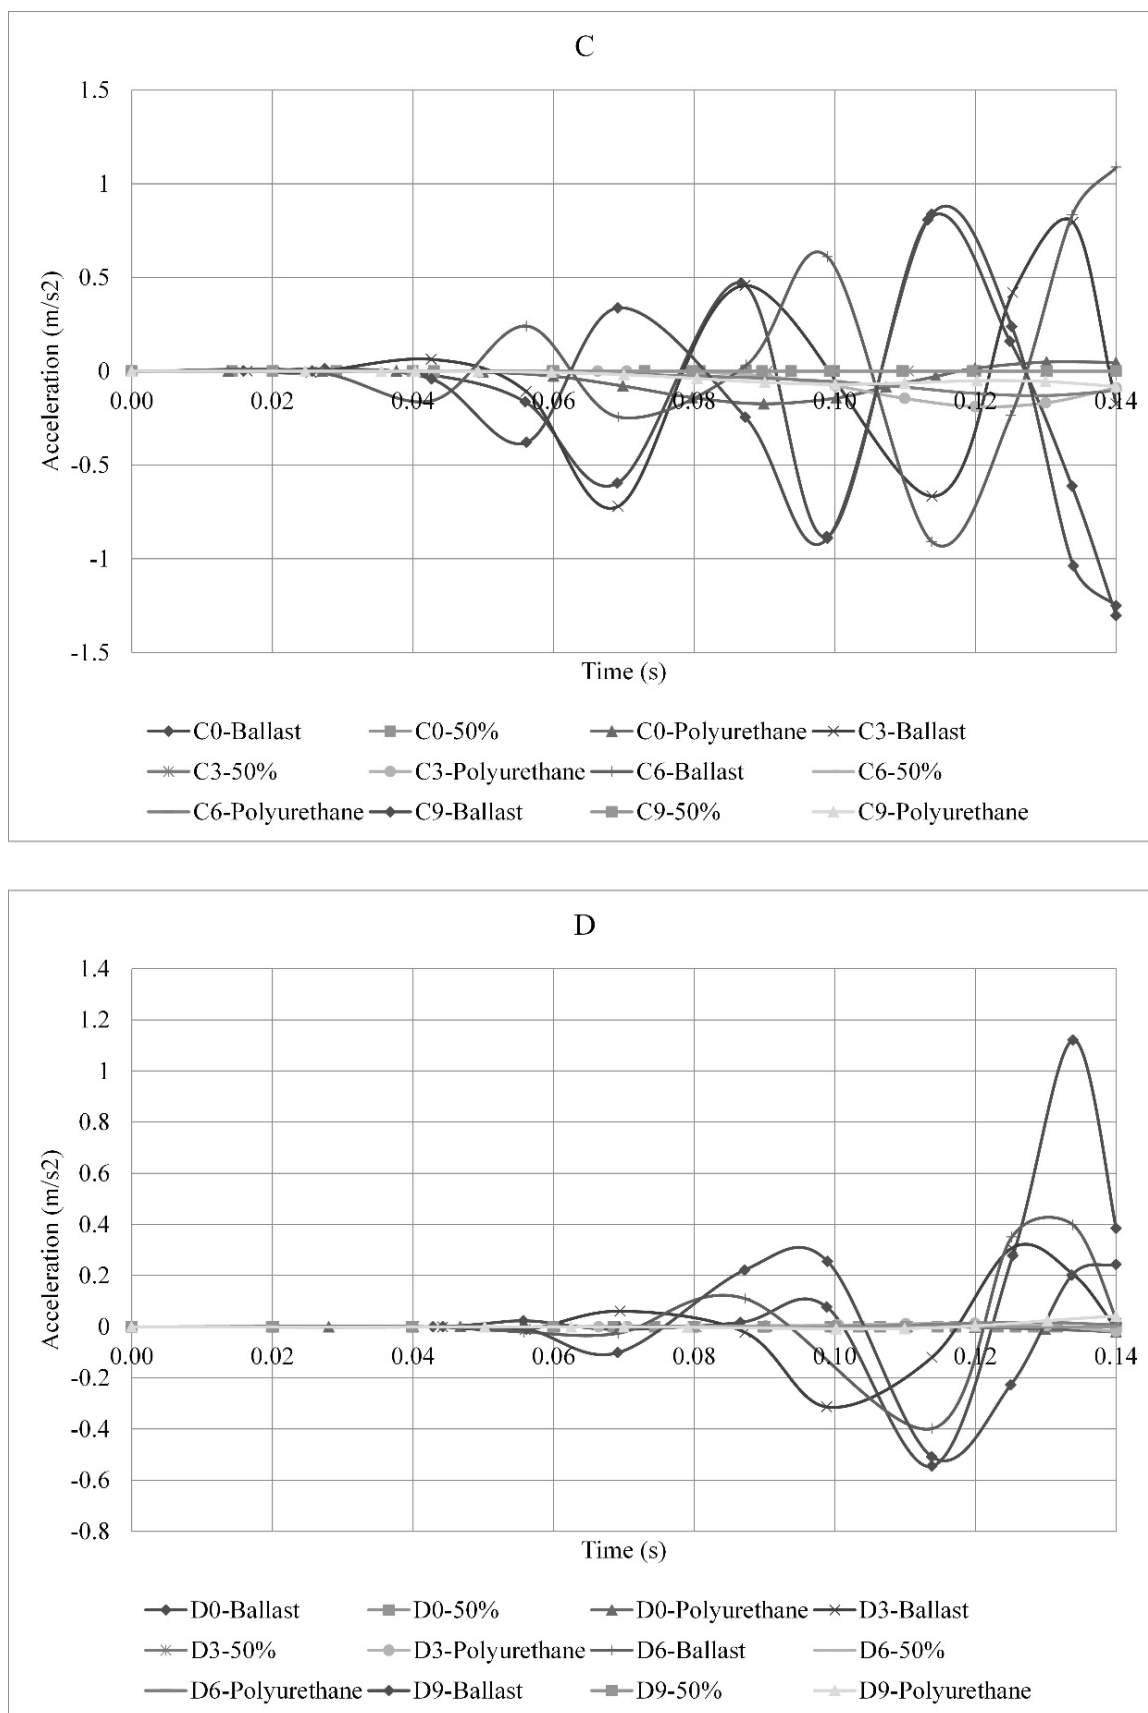 C
1.5
1
0.5
0
-0.5
-1
-1.5
Acceleration (m/s2)
0.00 0.02 0.04 0.06 0.08 0.10 0.12 0.14
Time (s)
C0-Ballast C0-50% C0-Polyurethane C3-Ballast
C3-50% C3-Polyurethane C6-Ballast C6-50%
C6-Polyurethane C9-Ballast C9-50% C9-Polyurethane
D
1.4
1.2
1
0.8
0.6
0.4
0.2
0
-0.2
-0.4
-0.6
-0.8
Acceleration (m/s2)
0.00 0.02 0.04 0.06 0.08 0.10 0.12 0.14
Time (s)
D0-Ballast D0-50% D0-Polyurethane D3-Ballast
D3-50% D3-Polyurethane D6-Ballast D6-50%
D6-Polyurethane D9-Ballast D9-50% D9-Polyurethane